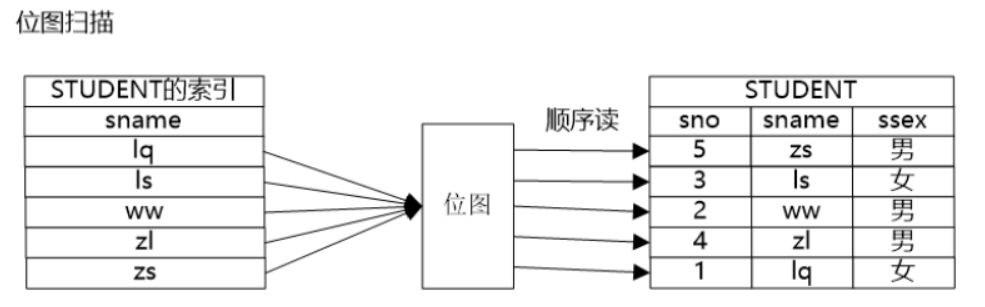 位图扫描
STUDENT的索引
sname
lq
ls
ww
zl
zs
位图
顺序读
STUDENT
sno sname ssex
5 zs 男
3 ls 女
2 ww 男
4 zl 男
1 lq 女